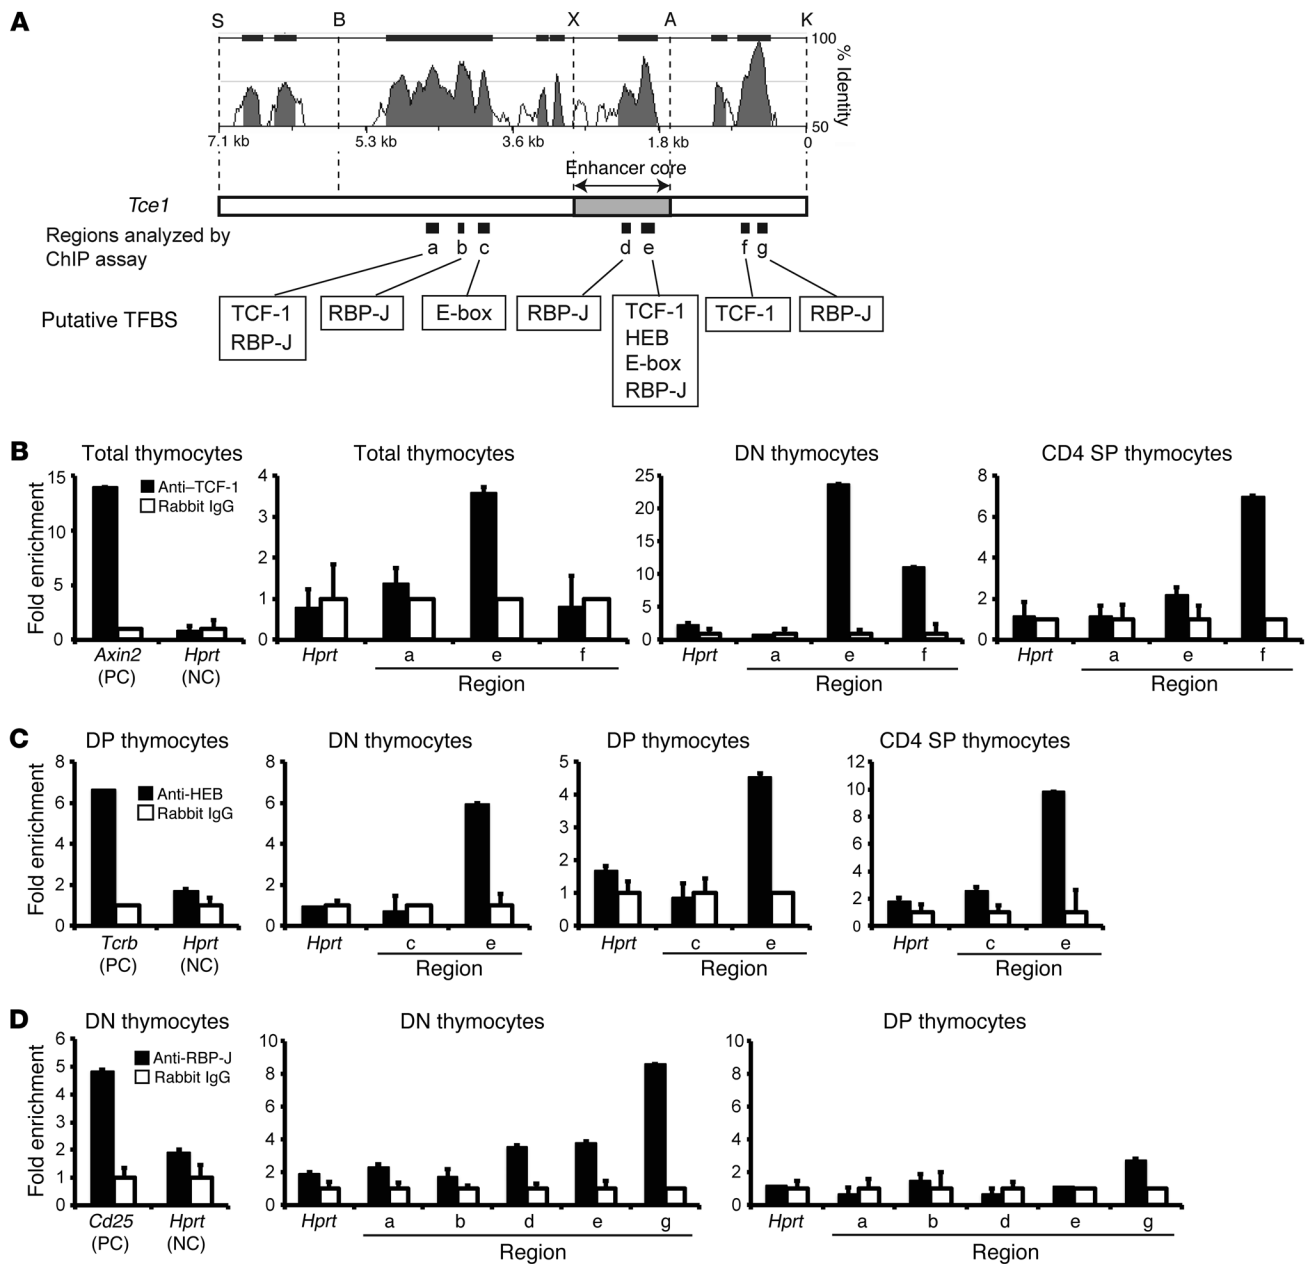 A
S B X A K
100
% Identity
50
7.1 kb 5.3 kb 3.6 kb 1.8 kb 0
Enhancer core
Tce1
Regions analyzed by
ChIP assay
a b c d e f g
Putative TFBS
TCF-1
RBP-J
RBP-J
E-box
RBP-J
TCF-1
HEB
E-box
RBP-J
TCF-1
RBP-J
B
Total thymocytes
Fold enrichment
15
10
5
0
Anti–TCF-1
Rabbit IgG
Axin2 Hprt
(PC) (NC)
Total thymocytes
4
3
2
1
0
Hprt a e f
Region
DN thymocytes
25
20
15
10
5
0
Hprt a e f
Region
CD4 SP thymocytes
8
6
4
2
0
Hprt a e f
Region
C
DP thymocytes
Fold enrichment
8
6
4
2
0
Anti-HEB
Rabbit IgG
Tcrb Hprt
(PC) (NC)
DN thymocytes
8
6
4
2
0
Hprt c e
Region
DP thymocytes
5
4
3
2
1
0
Hprt c e
Region
CD4 SP thymocytes
12
10
8
6
4
2
0
Hprt c e
Region
D
DN thymocytes
Fold enrichment
6
5
4
3
2
1
0
Anti-RBP-J
Rabbit IgG
Cd25 Hprt
(PC) (NC)
DN thymocytes
10
8
6
4
2
0
Hprt a b d e g
Region
DP thymocytes
10
8
6
4
2
0
Hprt a b d e g
Region